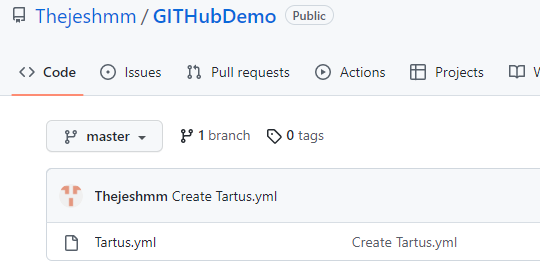 Thejeshmm / GITHubDemo Public
Code Issues Pull requests Actions Projects
master 1 branch 0 tags
Thejeshmm Create Tartus.yml
Tartus.yml Create Tartus.yml